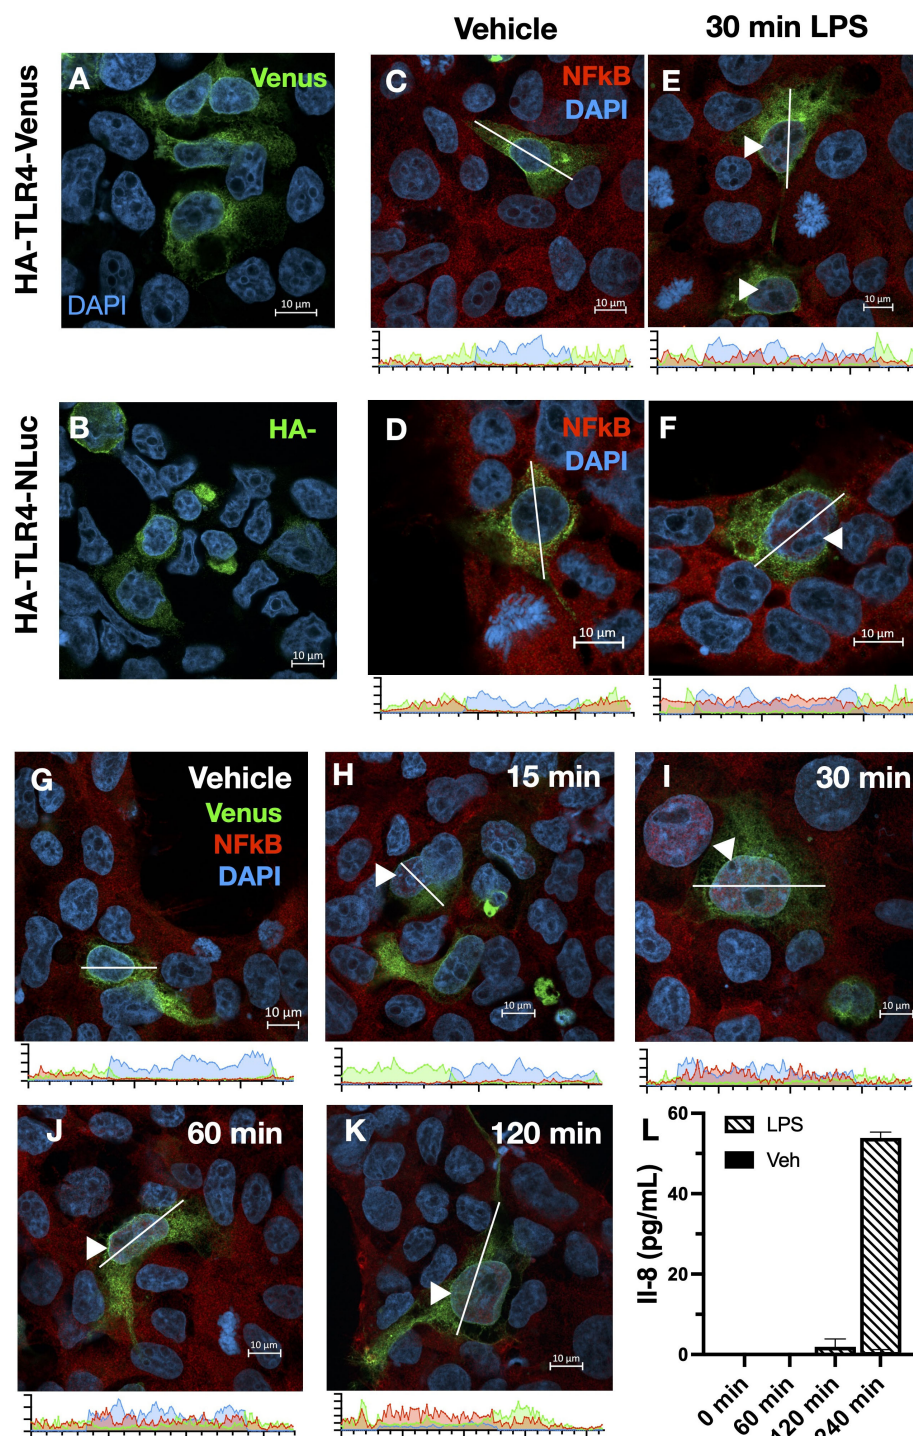 Vehicle
30 min LPS
HA-TLR4-Venus
A
Venus
DAPI
10 µm
C
NFkB
DAPI
10 µm
E
10 µm
HA-TLR4-NLuc
B
HA-
10 µm
D
NFkB
DAPI
10 µm
F
10 µm
G
Vehicle
Venus
NFkB
DAPI
10 µm
H
15 min
10 µm
I
30 min
10 µm
J
60 min
10 µm
K
120 min
10 µm
L
LPS
Veh
Il-8 (pg/mL)
60
40
20
0
0 min
60 min
120 min
240 min